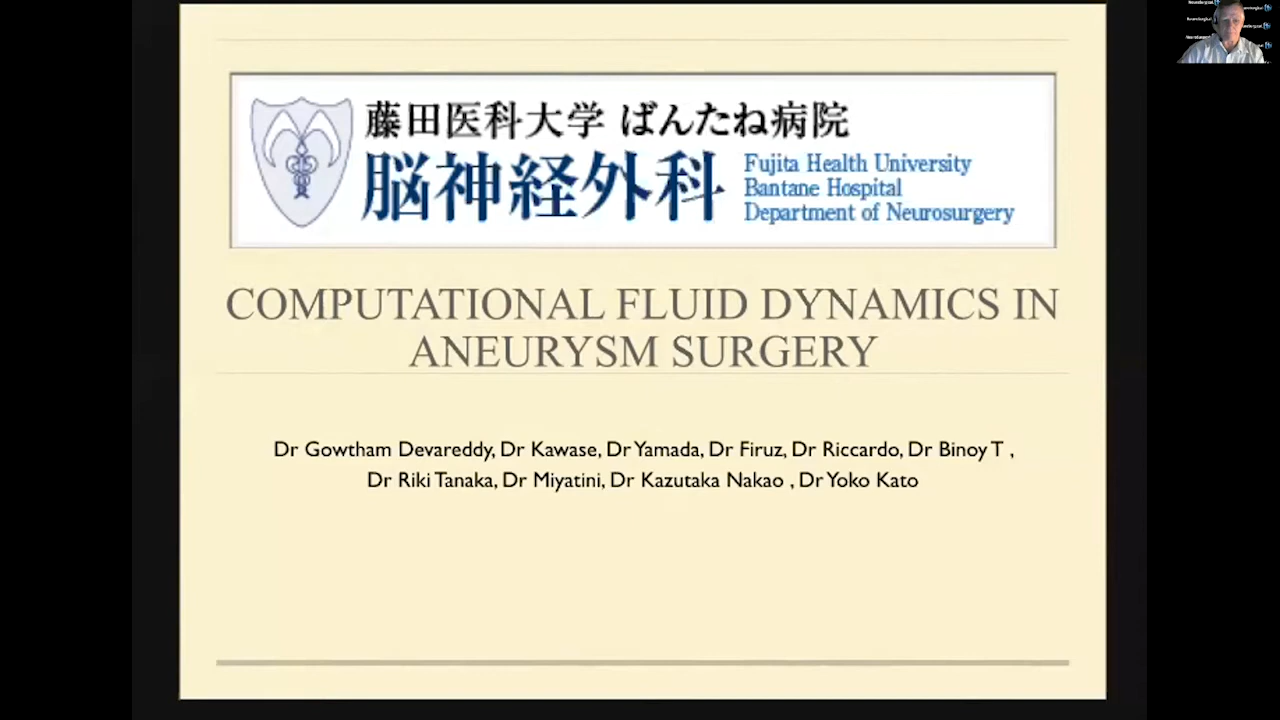 藤田医科大学 ばんたね病院
脳神経外科
Fujita Health University
Bantane Hospital
Department of Neurosurgery
COMPUTATIONAL FLUID DYNAMICS IN
ANEURYSM SURGERY
Dr Gowtham Devareddy, Dr Kawase, Dr Yamada, Dr Firuz, Dr Riccardo, Dr Binoy T ,
Dr Riki Tanaka, Dr Miyatini, Dr Kazutaka Nakao , Dr Yoko Kato